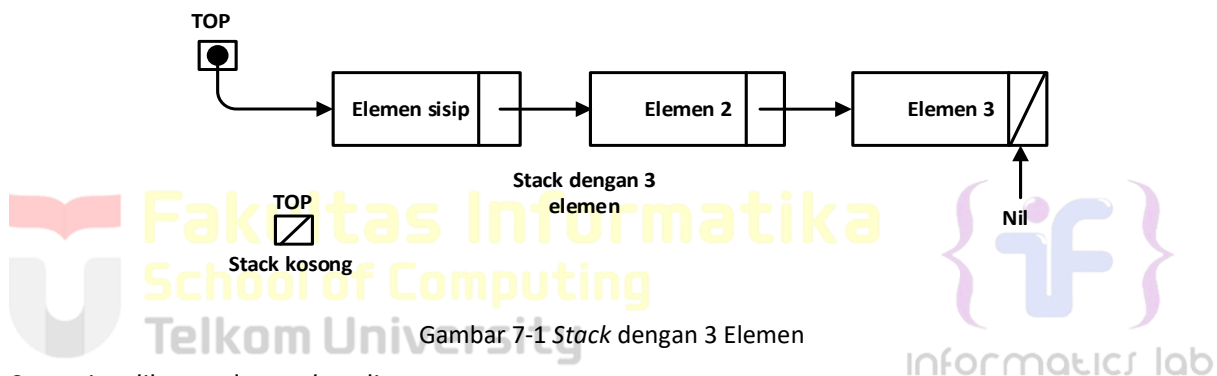 TOP
Elemen sisip
Elemen 2
Elemen 3
Stack dengan 3
elemen
TOP
Nil
Stack kosong
Fakultas Informatika
School of Computing
Telkom University
informatics lab
Gambar 7-1 Stack dengan 3 Elemen